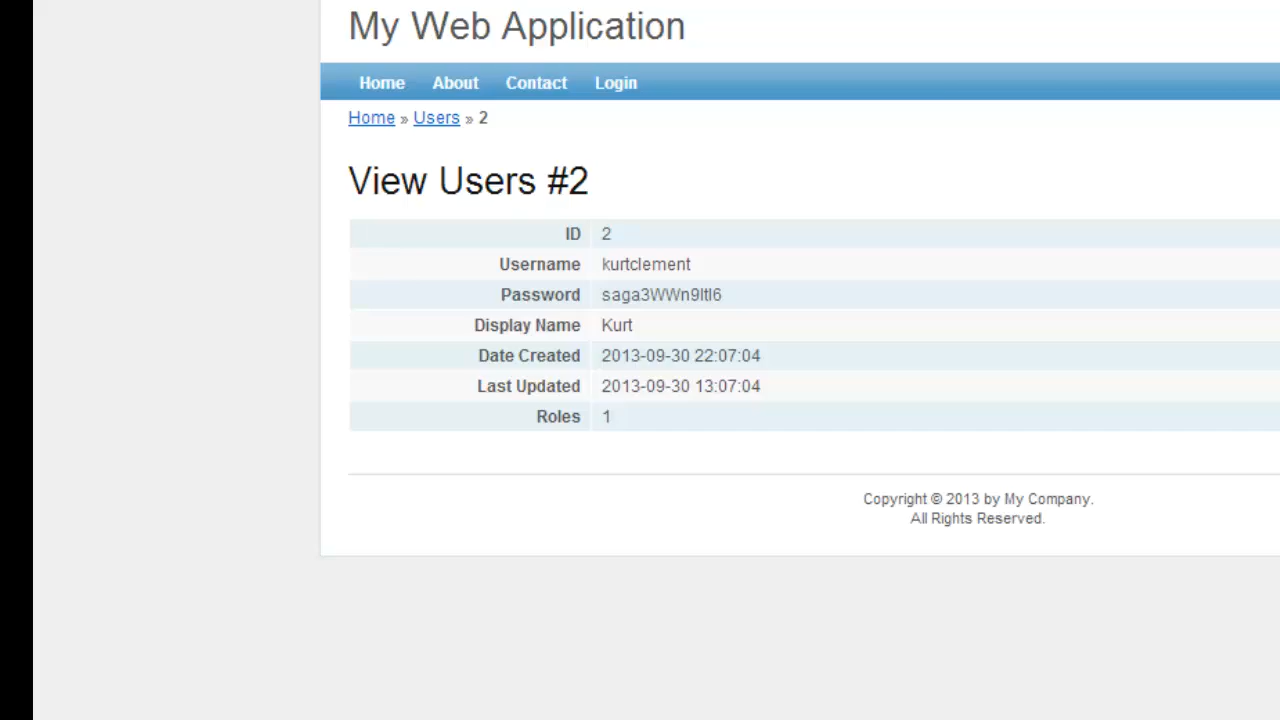 My Web Application
Home About Contact Login
Home » Users » 2
View Users #2
ID 2
Username kurtclement
Password saga3WWn9ltl6
Display Name Kurt
Date Created 2013-09-30 22:07:04
Last Updated 2013-09-30 13:07:04
Roles 1
Copyright © 2013 by My Company.
All Rights Reserved.